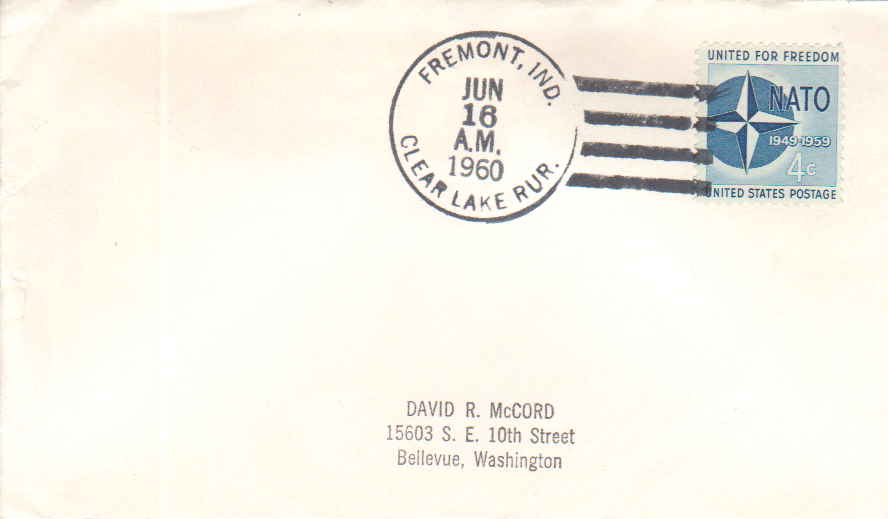 FREMONT, IND.
JUN
16
A.M.
1960
CLEAR LAKE RUR.
UNITED FOR FREEDOM
NATO
1949-1959
4c
UNITED STATES POSTAGE
DAVID R. McCORD
15603 S. E. 10th Street
Bellevue, Washington